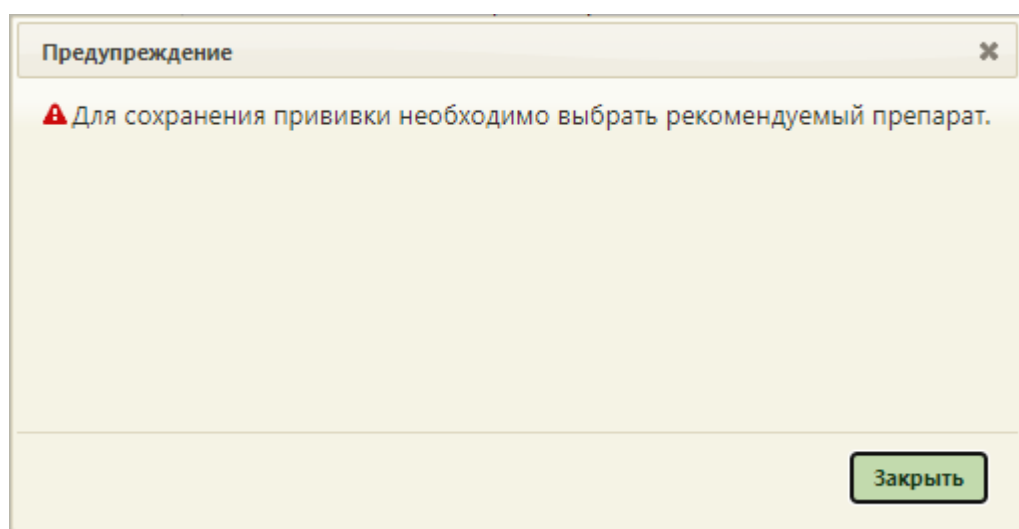 Предупреждение
Для сохранения прививки необходимо выбрать рекомендуемый препарат.
Закрыть